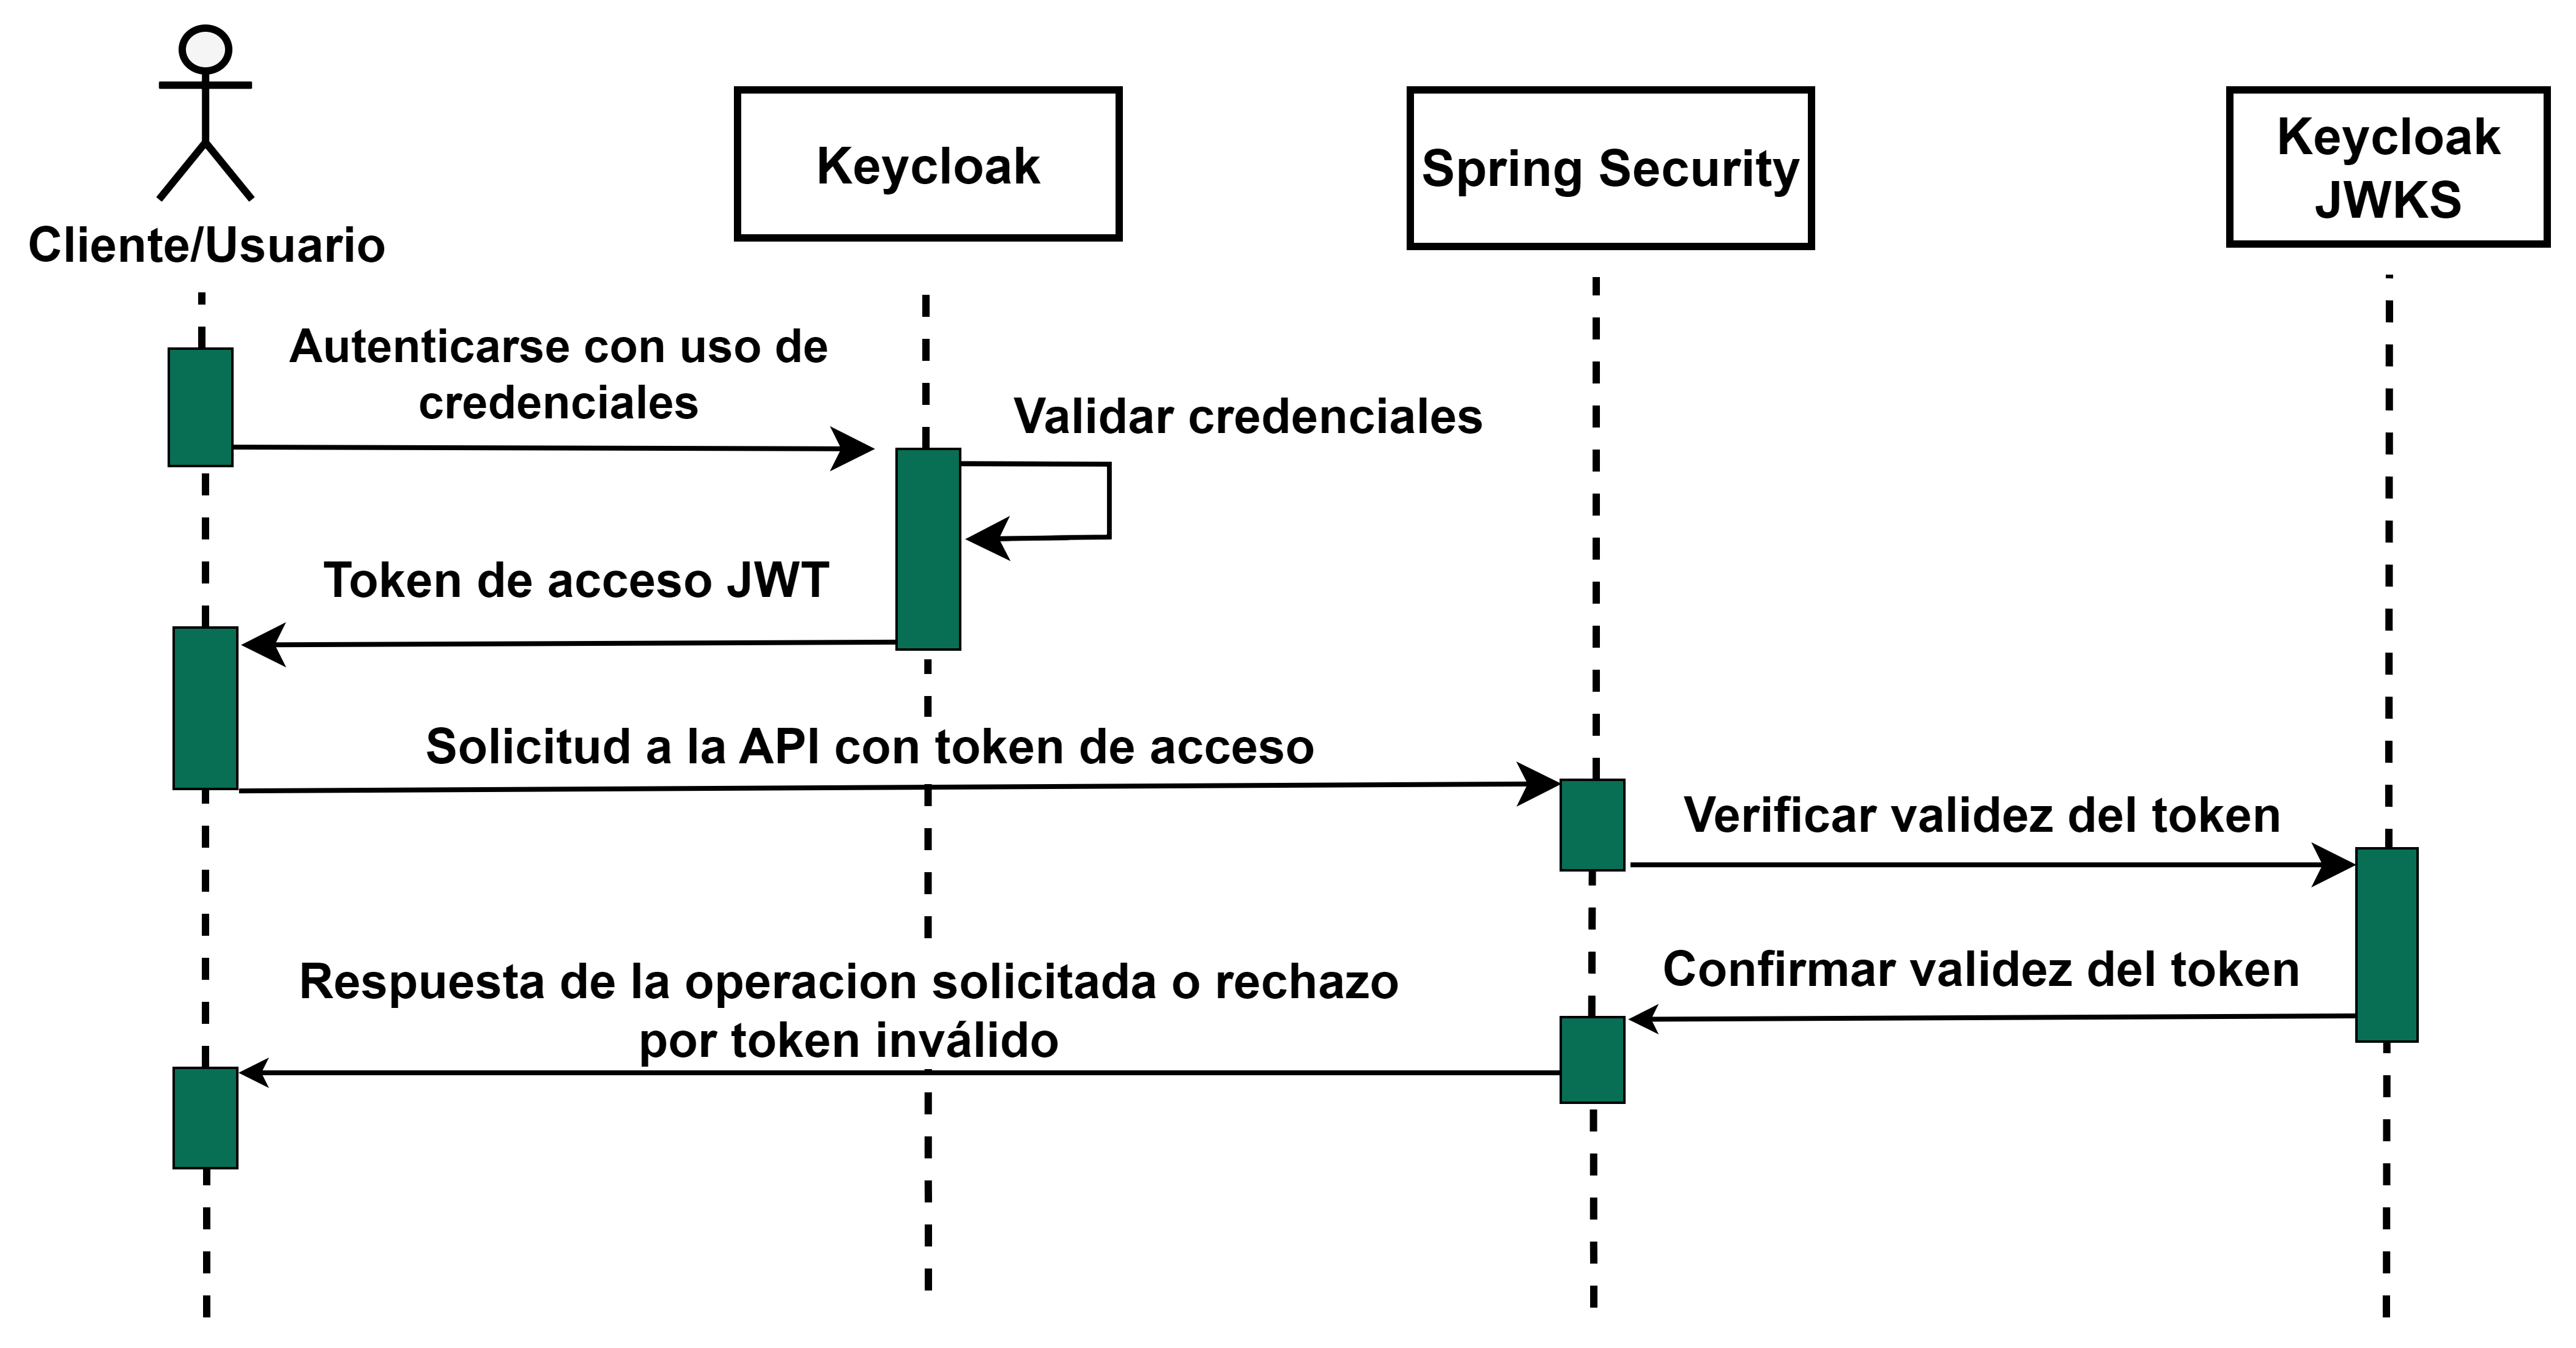 Cliente/Usuario
Keycloak
Spring Security
Keycloak
JWKS
Autenticarse con uso de
credenciales
Validar credenciales
Token de acceso JWT
Solicitud a la API con token de acceso
Verificar validez del token
Confirmar validez del token
Respuesta de la operacion solicitada o rechazo
por token inválido